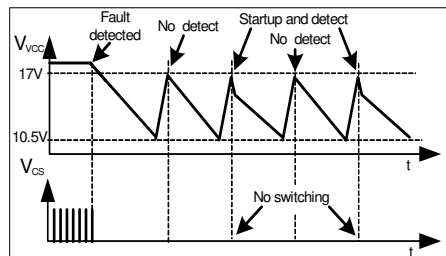 Fault
detected
No detect
Startup and detect
No detect
VVCC
17V
10.5V
t
VCS
No switching
t